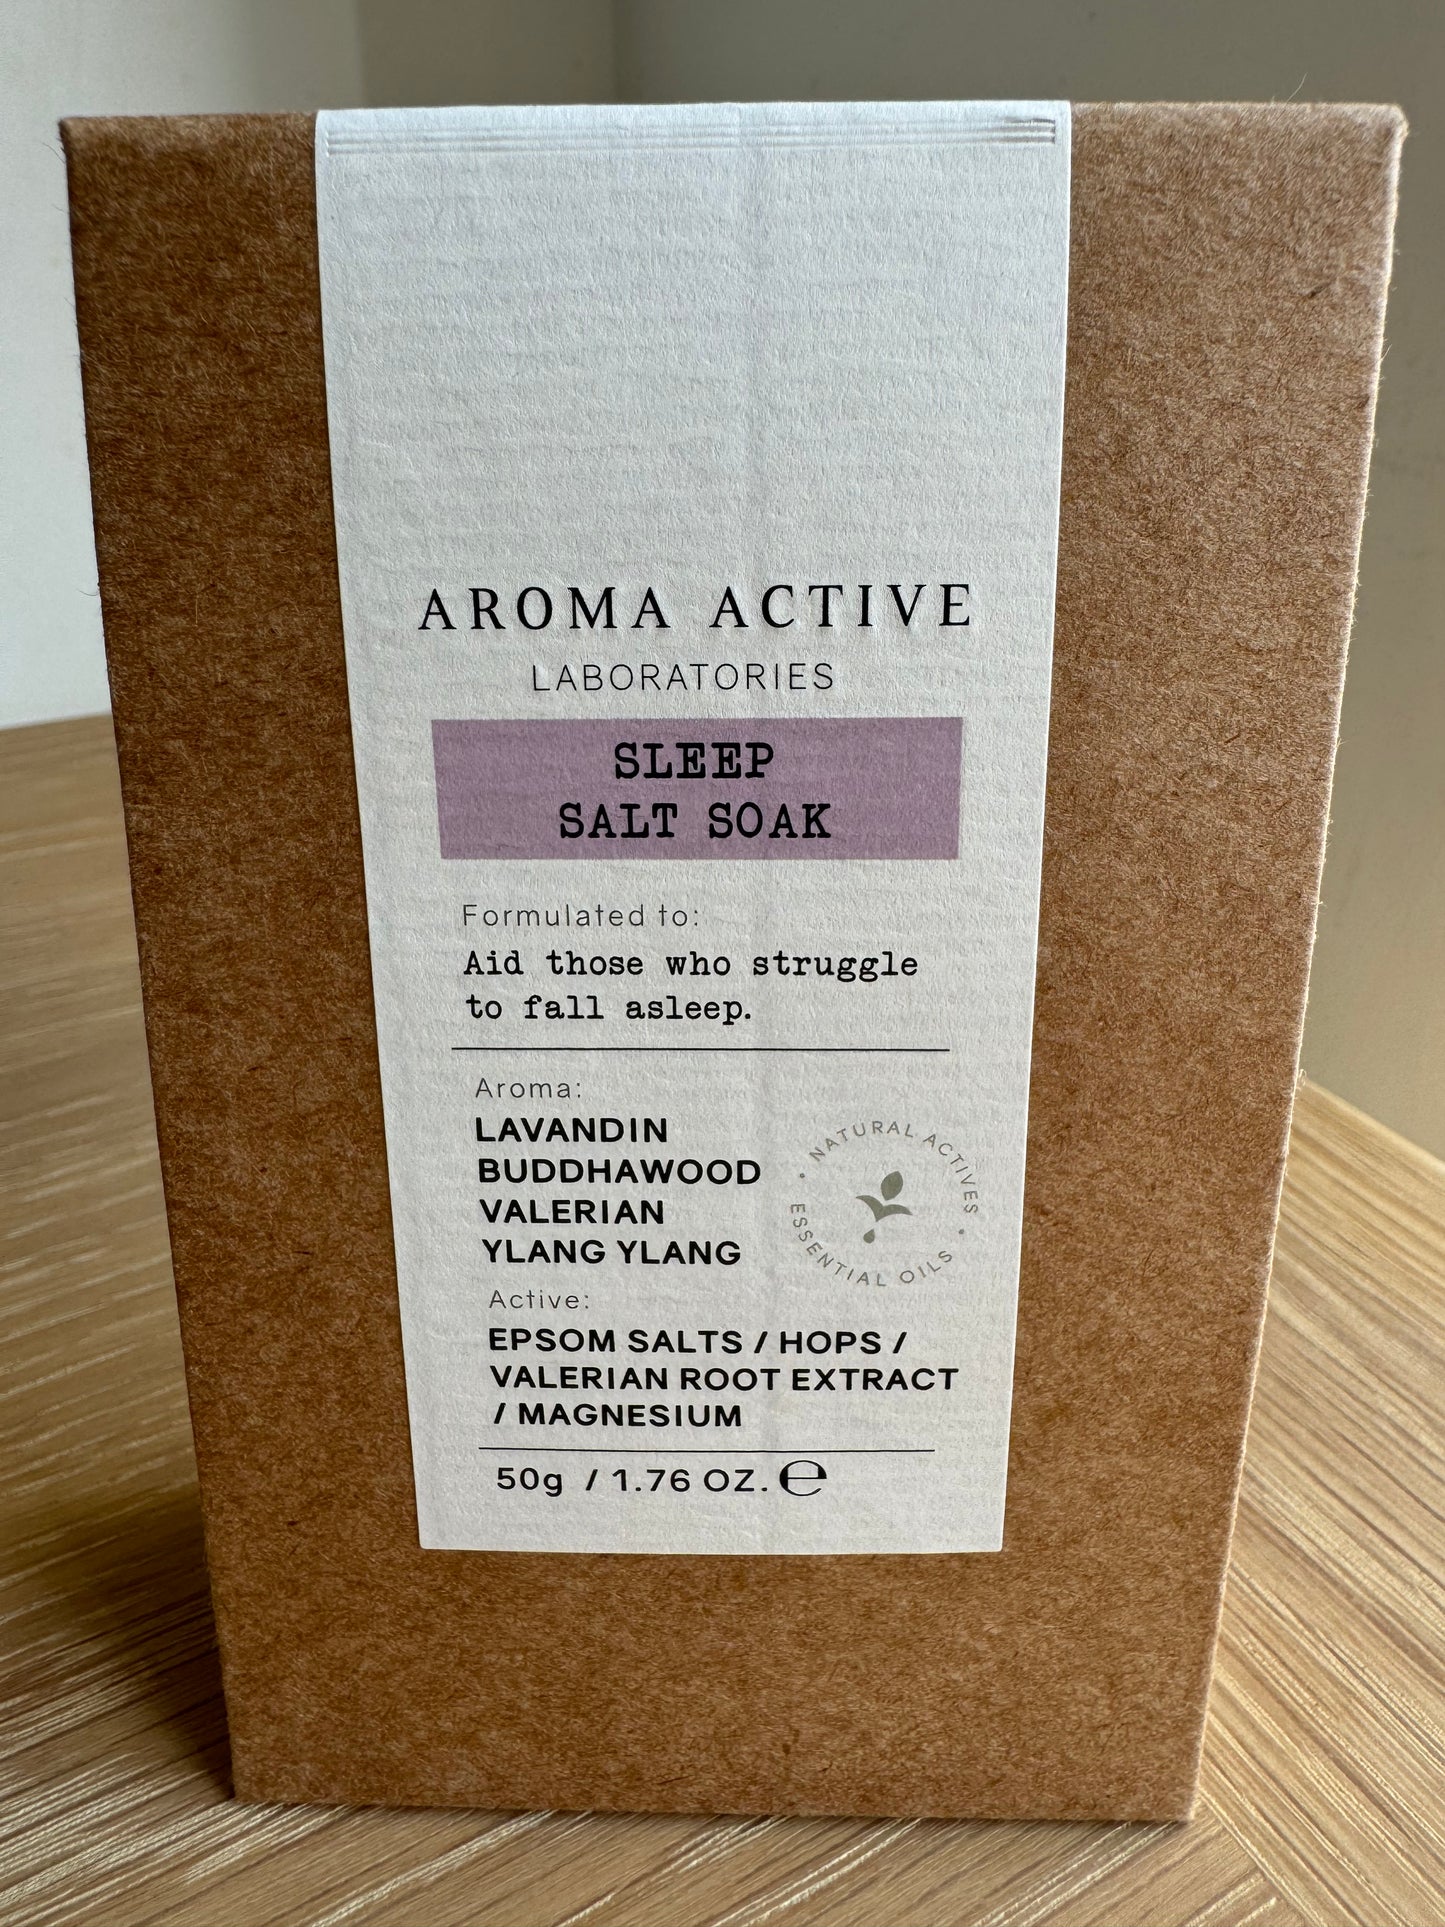 AROMA ACTIVE
LABORATORIES
SLEEP
SALT SOAK
Formulated to:
Aid those who struggle
to fall asleep.
Aroma:
LAVANDIN
BUDDHAWOOD
VALERIAN
YLANG YLANG
• NATURAL ACTIVES •
ESSENTIAL OILS
Active:
EPSOM SALTS / HOPS /
VALERIAN ROOT EXTRACT
/ MAGNESIUM
50g / 1.76 OZ. ℮